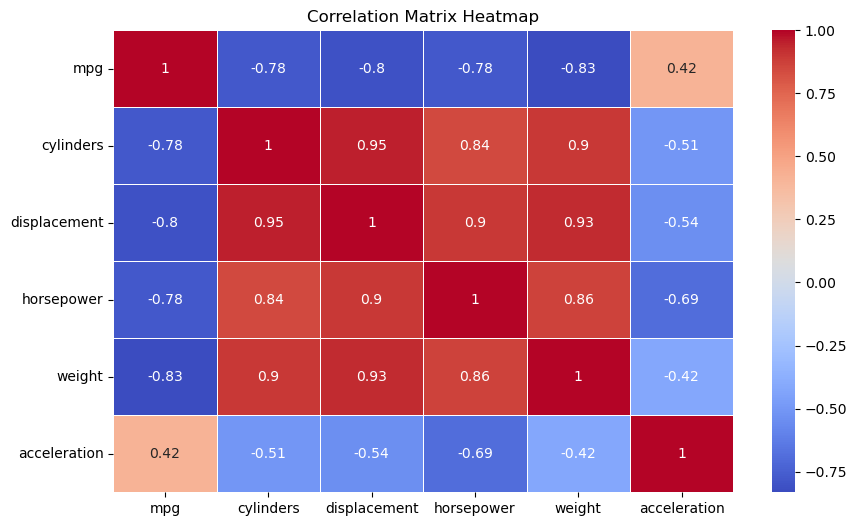 Correlation Matrix Heatmap
mpg 1 -0.78 -0.8 -0.78 -0.83 0.42
cylinders -0.78 1 0.95 0.84 0.9 -0.51
displacement -0.8 0.95 1 0.9 0.93 -0.54
horsepower -0.78 0.84 0.9 1 0.86 -0.69
weight -0.83 0.9 0.93 0.86 1 -0.42
acceleration 0.42 -0.51 -0.54 -0.69 -0.42 1
mpg cylinders displacement horsepower weight acceleration
1.00
0.75
0.50
0.25
0.00
−0.25
−0.50
−0.75